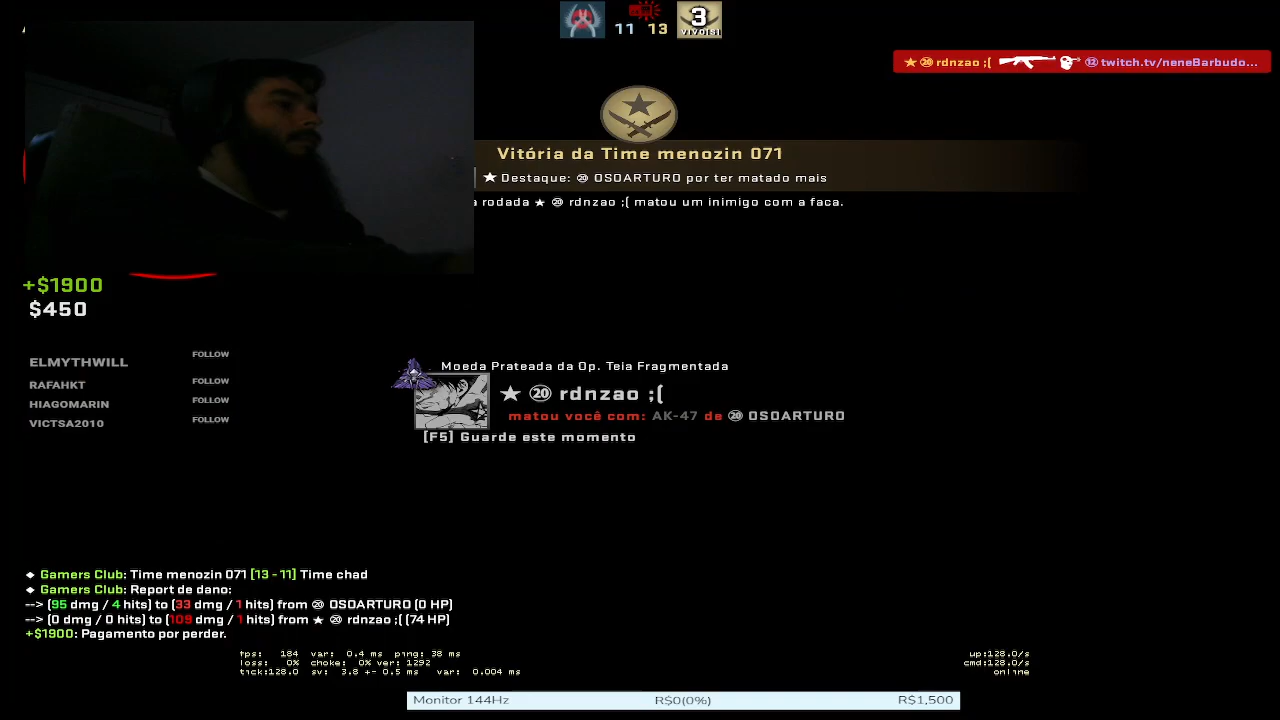 11 13
3
VIVO(S)
★ ⑳ rdnzao ;( ⑫ twitch.tv/neneBarbudo...
Vitória da Time menozin 071
★ Destaque: ⑳ OSOARTURO por ter matado mais
a rodada ★ ⑳ rdnzao ;( matou um inimigo com a faca.
+$1900
$450
ELMYTHWILL FOLLOW
RAFAHKT FOLLOW
HIAGOMARIN FOLLOW
VICTSA2010 FOLLOW
Moeda Prateada da Op. Teia Fragmentada
★ ⑳ rdnzao ;(
matou você com: AK-47 de ⑳ OSOARTURO
[F5] Guarde este momento
◆ Gamers Club: Time menozin 071 [13 - 11] Time chad
◆ Gamers Club: Report de dano:
--> (95 dmg / 4 hits) to (33 dmg / 1 hits) from ⑳ OSOARTURO (0 HP)
--> (0 dmg / 0 hits) to (109 dmg / 1 hits) from ★ ⑳ rdnzao ;( (74 HP)
+$1900: Pagamento por perder.
fps: 184 var: 0.4 ms ping: 38 ms
loss: 0% choke: 0% ver: 1292
tick:128.0 sv: 3.8 +- 0.5 ms var: 0.004 ms
up:128.0/s
cmd:128.0/s
online
Monitor 144Hz R$0(0%) R$1,500